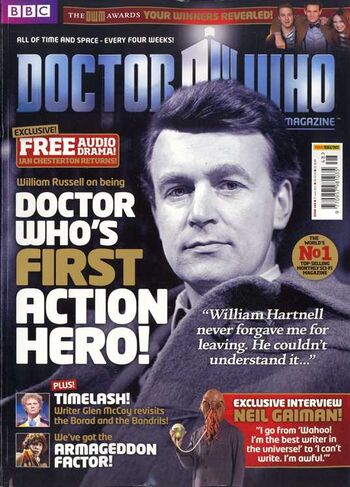 BBC
THE DWM AWARDS YOUR WINNERS REVEALED!
ALL OF TIME AND SPACE - EVERY FOUR WEEKS!
DOCTOR DW WHO
MAGAZINE™
EXCLUSIVE!
FREE AUDIO DRAMA!
IAN CHESTERTON RETURNS!
William Russell on being
DOCTOR
WHO'S
FIRST
ACTION
HERO!
THE WORLD'S
No1
TOP-SELLING
MONTHLY SCI-FI
MAGAZINE
“William Hartnell
never forgave me for
leaving. He couldn't
understand it...”
PLUS!
TIMELASH!
Writer Glen McCoy revisits
the Borad and the Bandrils!
We've got the
ARMAGEDDON
FACTOR!
EXCLUSIVE INTERVIEW
NEIL GAIMAN!
“I go from ‘Wahoo!
I'm the best writer in
the universe!’ to ‘I can't
write. I'm awful.’”